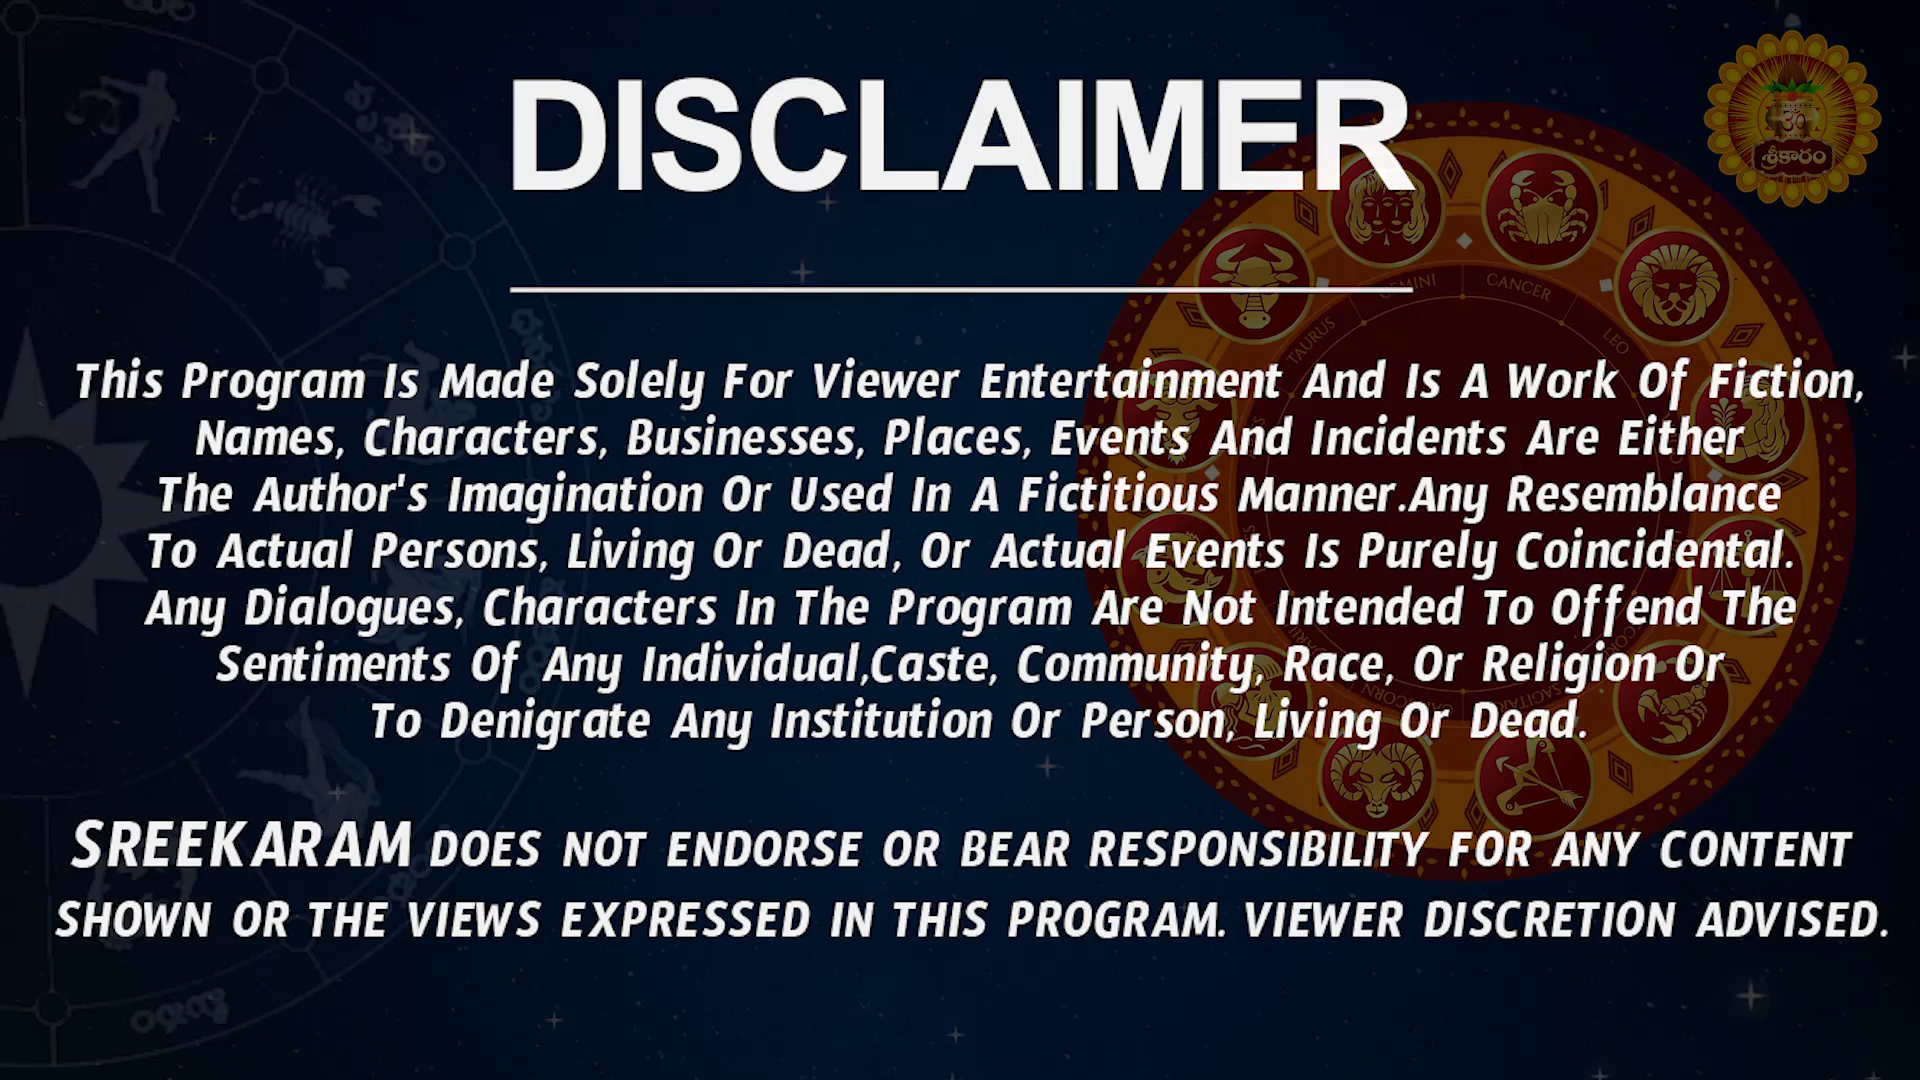 DISCLAIMER
శ్రీకారం
GEMINI
CANCER
TAURUS
LEO
This Program Is Made Solely For Viewer Entertainment And Is A Work Of Fiction,
Names, Characters, Businesses, Places, Events And Incidents Are Either
The Author's Imagination Or Used In A Fictitious Manner.Any Resemblance
To Actual Persons, Living Or Dead, Or Actual Events Is Purely Coincidental.
Any Dialogues, Characters In The Program Are Not Intended To Offend The
Sentiments Of Any Individual,Caste, Community, Race, Or Religion Or
To Denigrate Any Institution Or Person, Living Or Dead.
SREEKARAM DOES NOT ENDORSE OR BEAR RESPONSIBILITY FOR ANY CONTENT
SHOWN OR THE VIEWS EXPRESSED IN THIS PROGRAM. VIEWER DISCRETION ADVISED.